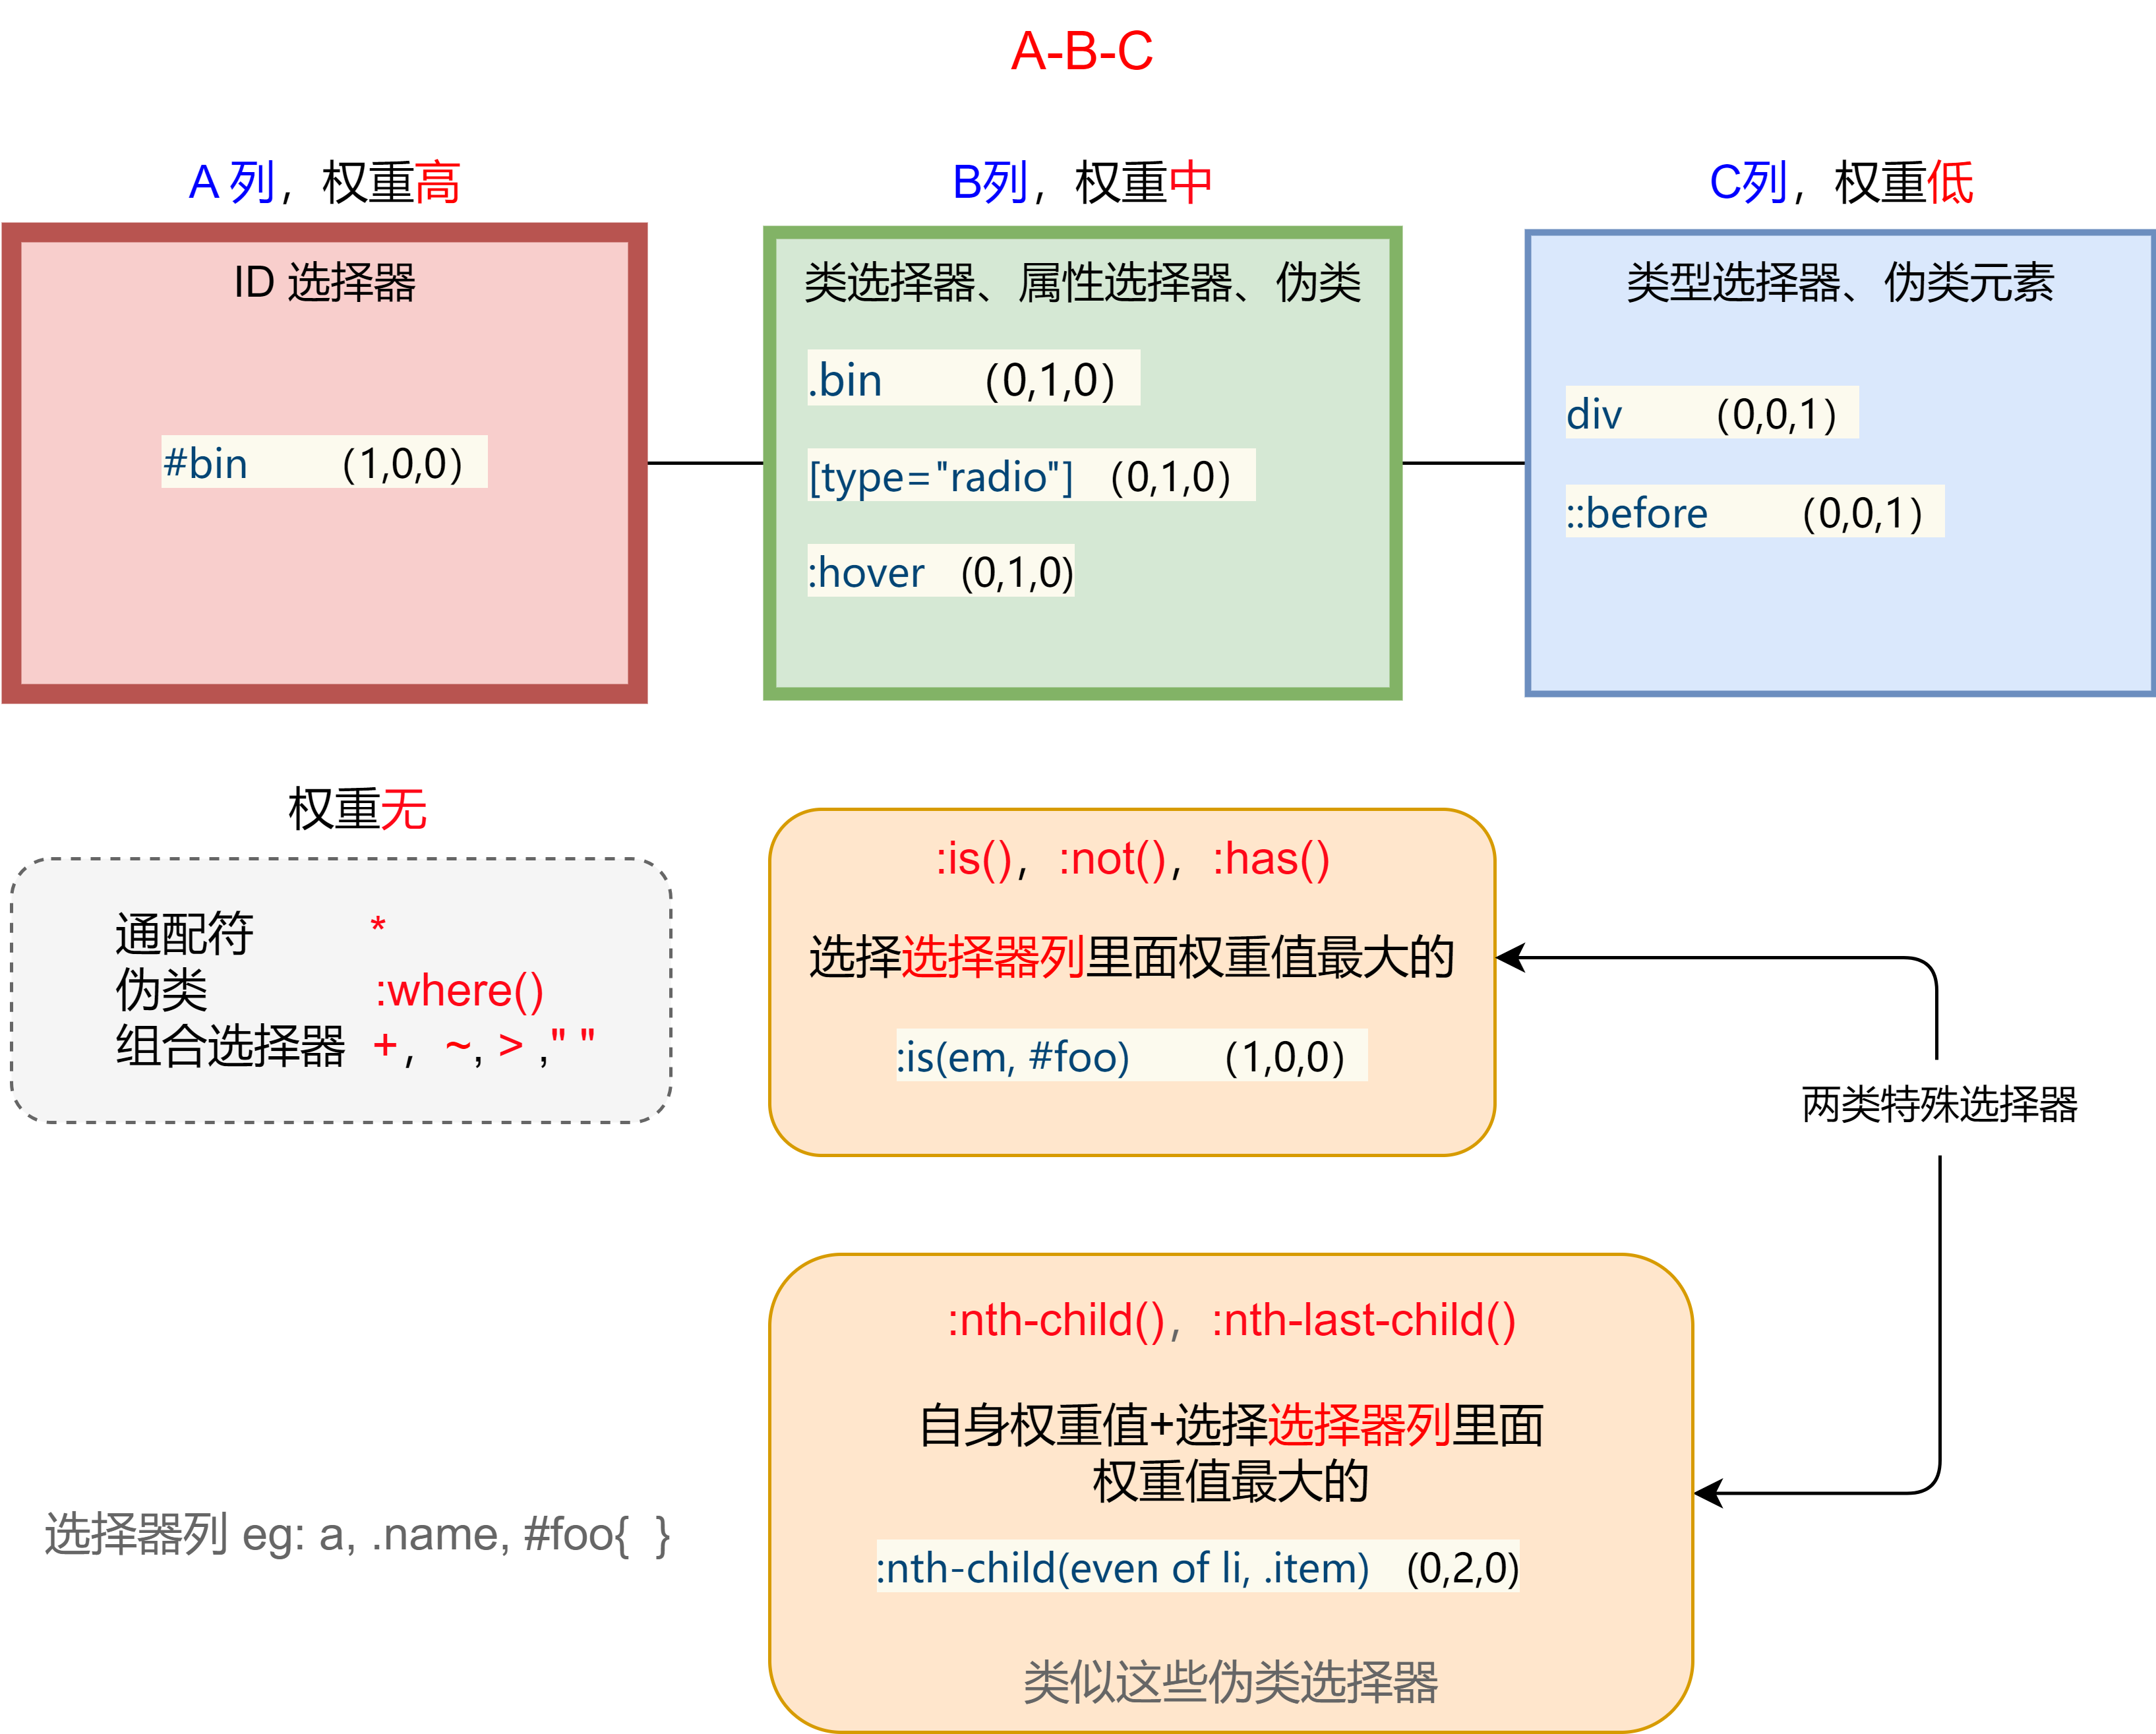 A-B-C
A 列，权重高
B列，权重中
C列，权重低
ID 选择器
#bin （1,0,0）
类选择器、属性选择器、伪类
.bin （0,1,0）
[type="radio"] （0,1,0）
:hover (0,1,0)
类型选择器、伪类元素
div （0,0,1）
::before （0,0,1）
权重无
通配符 *
伪类 :where()
组合选择器 +， ~, > ," "
:is()，:not()，:has()
选择选择器列里面权重值最大的
:is(em, #foo) （1,0,0）
两类特殊选择器
:nth-child()，:nth-last-child()
自身权重值+选择选择器列里面
权重值最大的
:nth-child(even of li, .item) (0,2,0)
类似这些伪类选择器
选择器列 eg: a, .name, #foo{ }